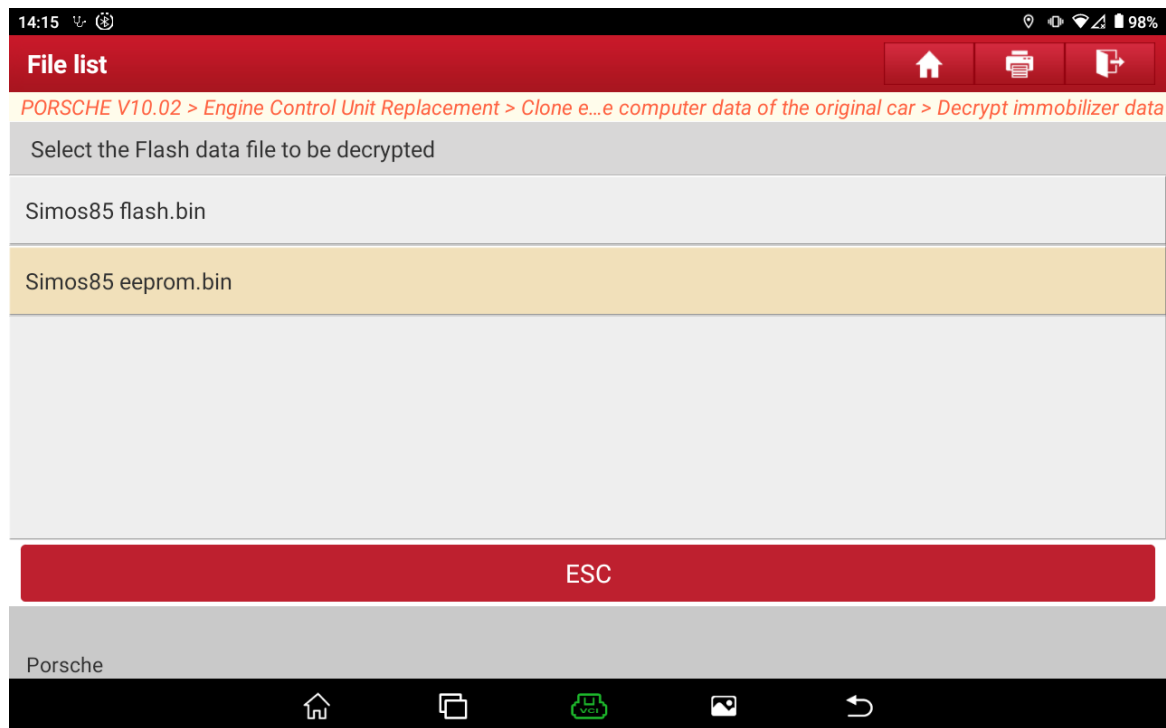 14:15
98%
File list
PORSCHE V10.02 > Engine Control Unit Replacement > Clone e...e computer data of the original car > Decrypt immobilizer data
Select the Flash data file to be decrypted
Simos85 flash.bin
Simos85 eeprom.bin
ESC
Porsche
VCI